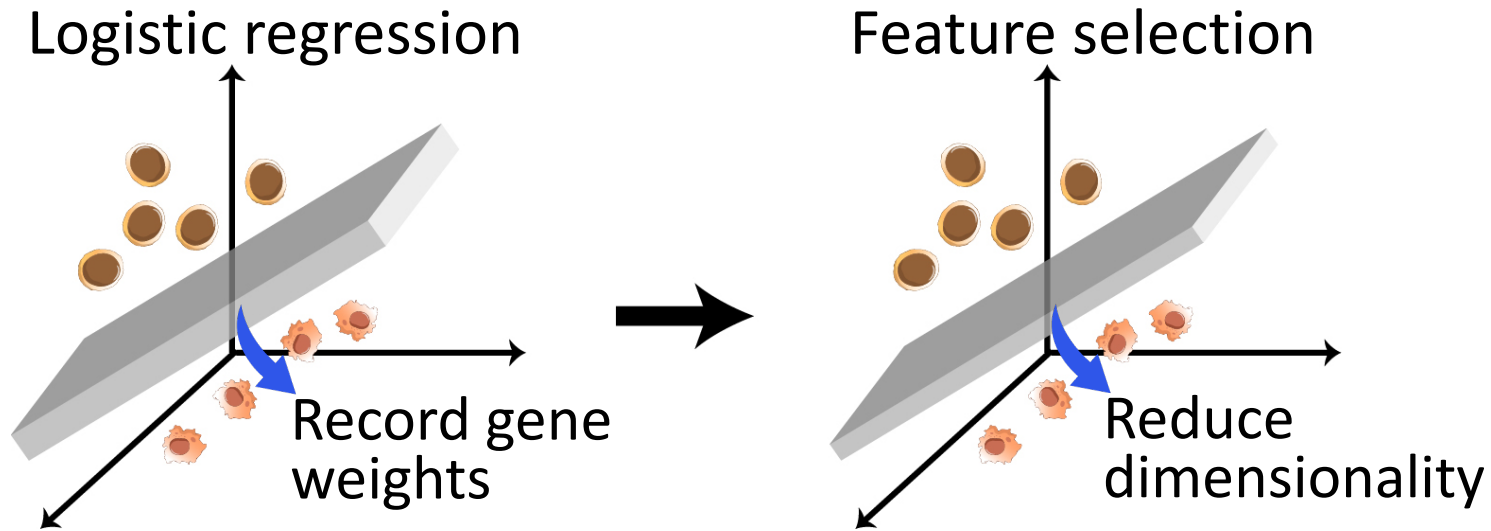 Logistic regression
Feature selection
Record gene
weights
Reduce
dimensionality